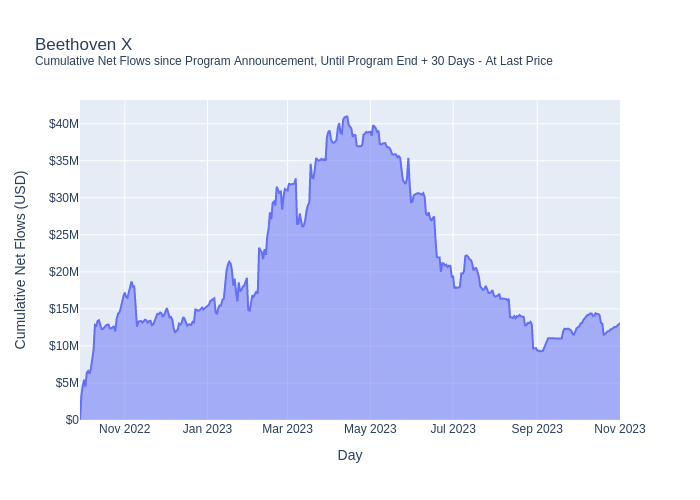 Beethoven X
Cumulative Net Flows since Program Announcement, Until Program End + 30 Days - At Last Price
Cumulative Net Flows (USD)
$40M
$35M
$30M
$25M
$20M
$15M
$10M
$5M
$0
Nov 2022
Jan 2023
Mar 2023
May 2023
Jul 2023
Sep 2023
Nov 2023
Day